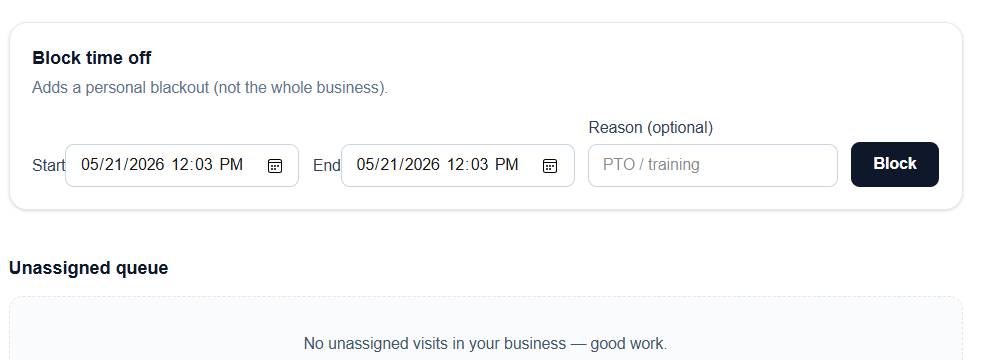 Block time off
Adds a personal blackout (not the whole business).
Reason (optional)
Start 05/21/2026 12:03 PM End 05/21/2026 12:03 PM PTO / training Block
Unassigned queue
No unassigned visits in your business — good work.